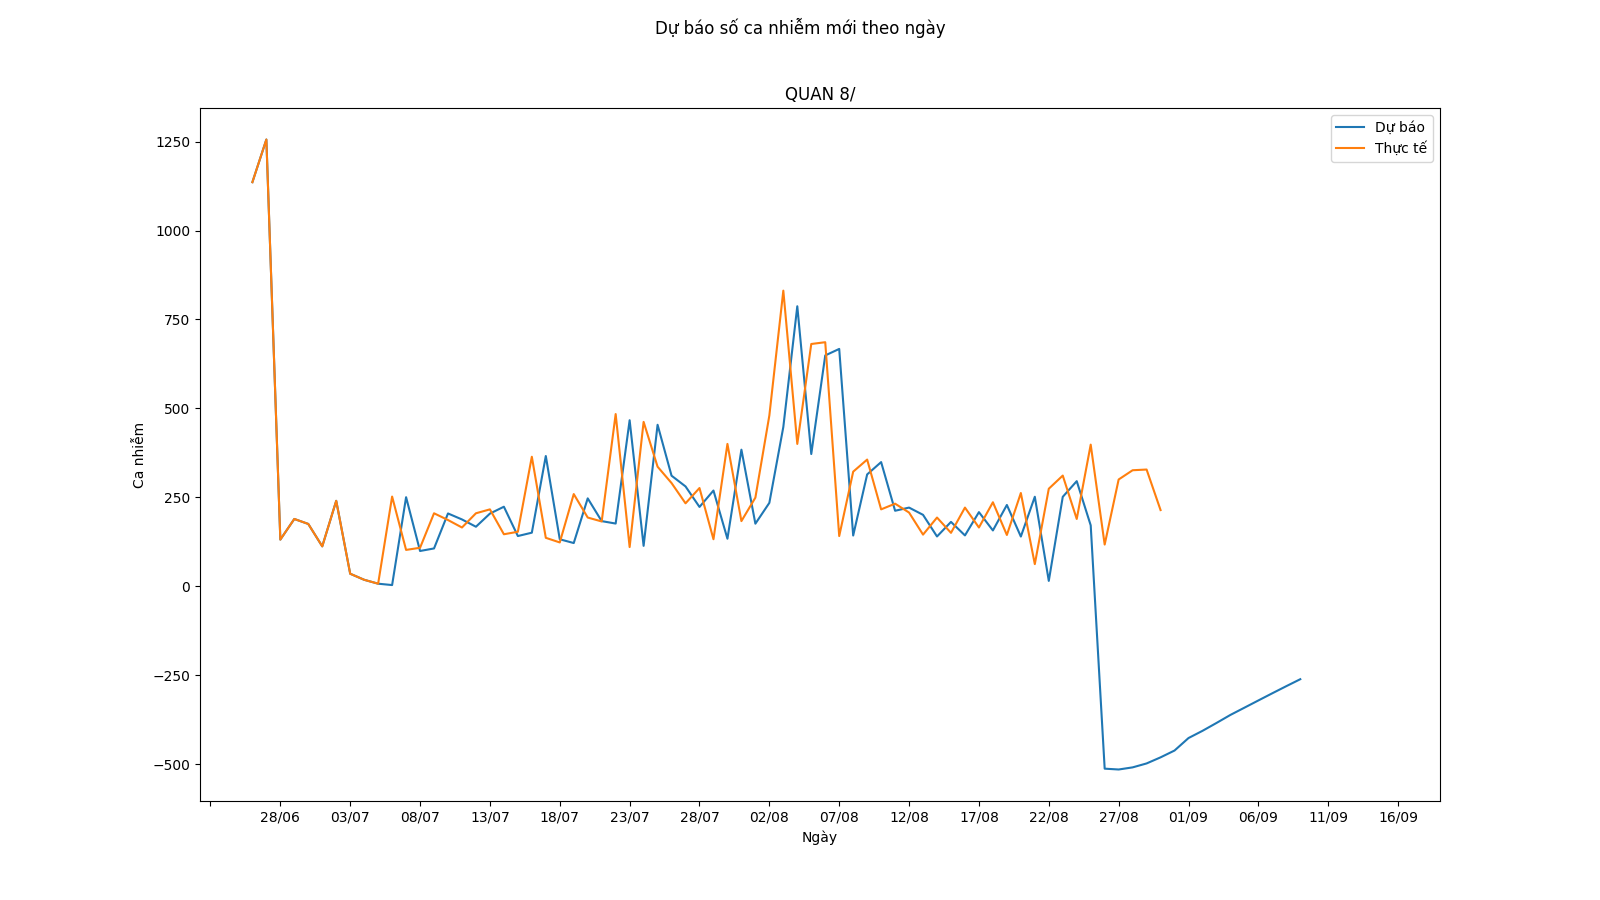 Dự báo số ca nhiễm mới theo ngày
QUAN 8/
Dự báo
Thực tế
1250
1000
750
500
250
0
−250
−500
Ca nhiễm
28/06 03/07 08/07 13/07 18/07 23/07 28/07 02/08 07/08 12/08 17/08 22/08 27/08 01/09 06/09 11/09 16/09
Ngày